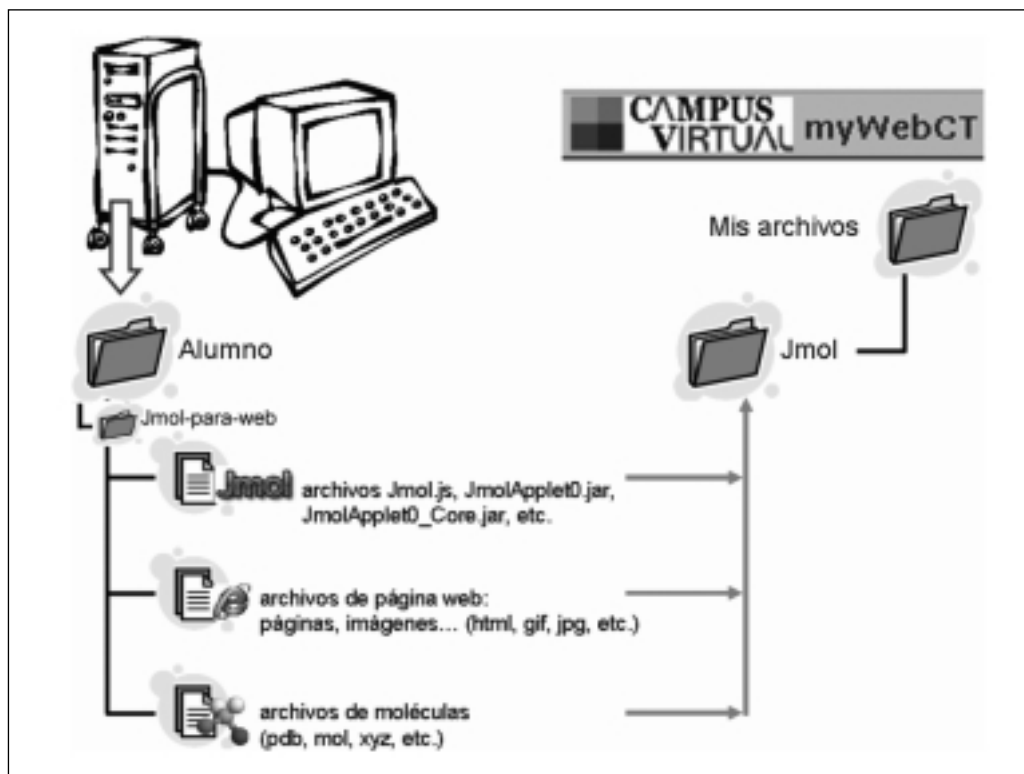 CAMPUS
VIRTUAL
myWebCT
Mis archivos
Alumno
Jmol
Jmol-para-web
Jmol
archivos Jmol.js, JmolApplet0.jar,
JmolApplet0_Core.jar, etc.
archivos de página web:
páginas, imágenes... (html, gif, jpg, etc.)
archivos de moléculas
(pdb, mol, xyz, etc.)